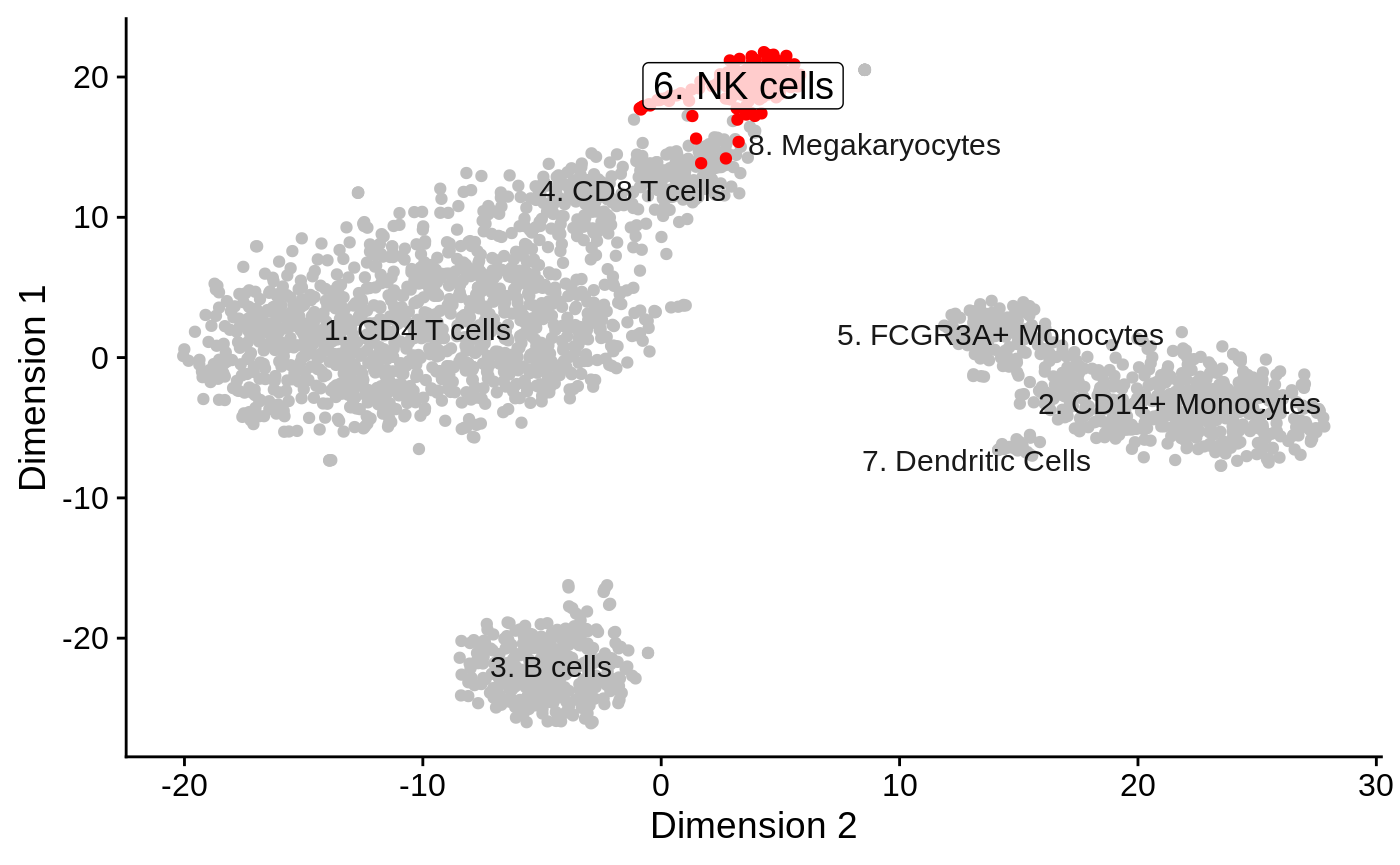 20
6. NK cells
8. Megakaryocytes
4. CD8 T cells
10
1. CD4 T cells
5. FCGR3A+ Monocytes
0
2. CD14+ Monocytes
7. Dendritic Cells
-10
-20
3. B cells
Dimension 1
-20 -10 0 10 20 30
Dimension 2